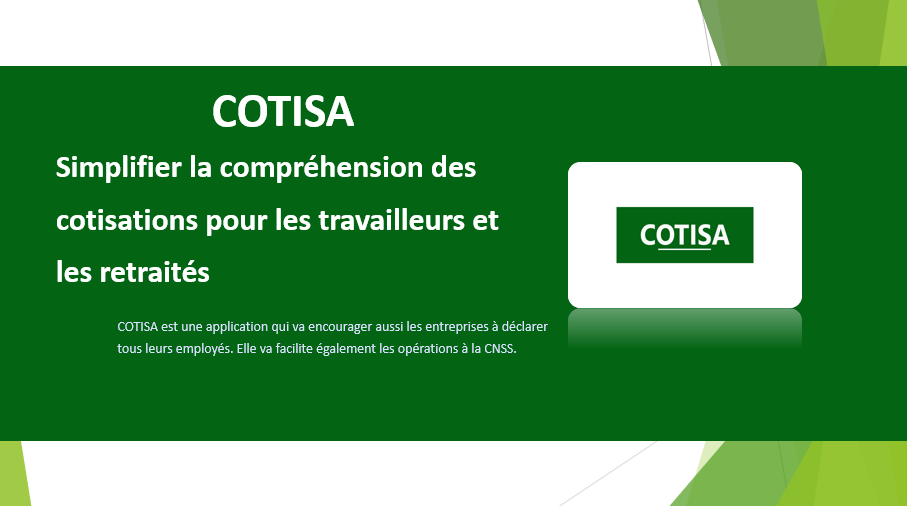 COTISA
Simplifier la compréhension des
cotisations pour les travailleurs et
les retraités
COTISA
COTISA est une application qui va encourager aussi les entreprises à déclarer
tous leurs employés. Elle va facilite également les opérations à la CNSS.